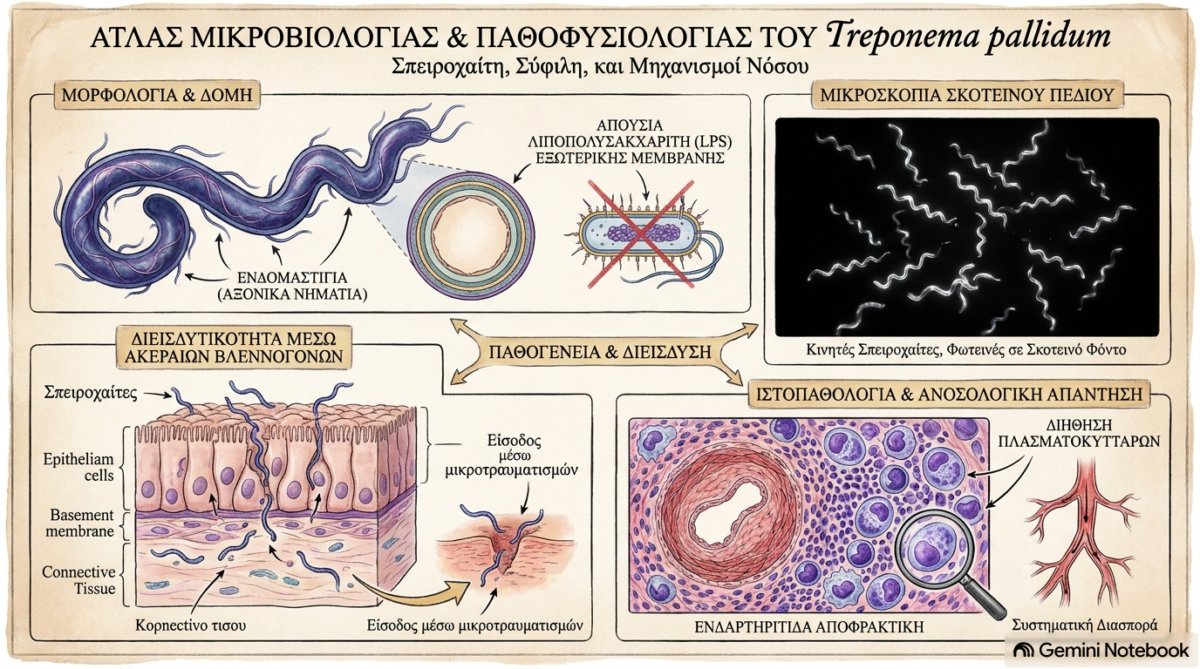 ΑΤΛΑΣ ΜΙΚΡΟΒΙΟΛΟΓΙΑΣ & ΠΑΘΟΦΥΣΙΟΛΟΓΙΑΣ ΤΟΥ Treponema pallidum
Σπειροχαίτη, Σύφιλη, και Μηχανισμοί Νόσου
ΜΟΡΦΟΛΟΓΙΑ & ΔΟΜΗ
ΑΠΟΥΣΙΑ
ΛΙΠΟΠΟΛΥΣΑΚΧΑΡΙΤΗ (LPS)
ΕΞΩΤΕΡΙΚΗΣ ΜΕΜΒΡΑΝΗΣ
ΕΝΔΟΜΑΣΤΙΓΙΑ
(ΑΞΟΝΙΚΑ ΝΗΜΑΤΙΑ)
ΜΙΚΡΟΣΚΟΠΙΑ ΣΚΟΤΕΙΝΟΥ ΠΕΔΙΟΥ
Κινητές Σπειροχαίτες, Φωτεινές σε Σκοτεινό Φόντο
ΠΑΘΟΓΕΝΕΙΑ & ΔΙΕΙΣΔΥΣΗ
ΔΙΕΙΣΔΥΤΙΚΟΤΗΤΑ ΜΕΣΩ
ΑΚΕΡΑΙΩΝ ΒΛΕΝΝΟΓΟΝΩΝ
Σπειροχαίτες
Epitheliam
cells
Basement
membrane
Connective
Tissue
Κορnectίνο τισου
Είσοδος
μέσω
μικροτραυματισμών
Είσοδος μέσω μικροτραυματισμών
ΙΣΤΟΠΑΘΟΛΟΓΙΑ & ΑΝΟΣΟΛΟΓΙΚΗ ΑΠΑΝΤΗΣΗ
ΔΙΗΘΗΣΗ
ΠΛΑΣΜΑΤΟΚΥΤΤΑΡΩΝ
ΕΝΔΑΡΤΗΡΙΤΙΔΑ ΑΠΟΦΡΑΚΤΙΚΗ
Συστηματική Διασπορά
Gemini Notebook